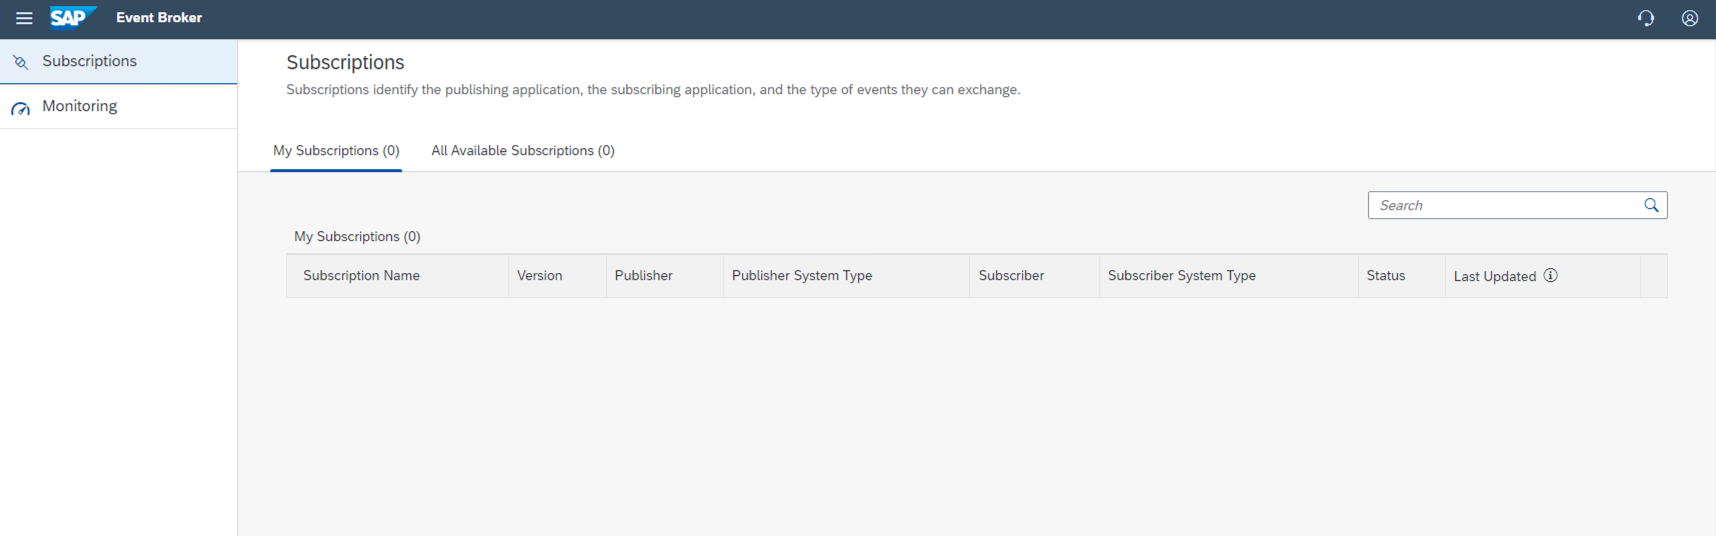 SAP Event Broker
Subscriptions
Monitoring
Subscriptions
Subscriptions identify the publishing application, the subscribing application, and the type of events they can exchange.
My Subscriptions (0) All Available Subscriptions (0)
Search
My Subscriptions (0)
Subscription Name Version Publisher Publisher System Type Subscriber Subscriber System Type Status Last Updated